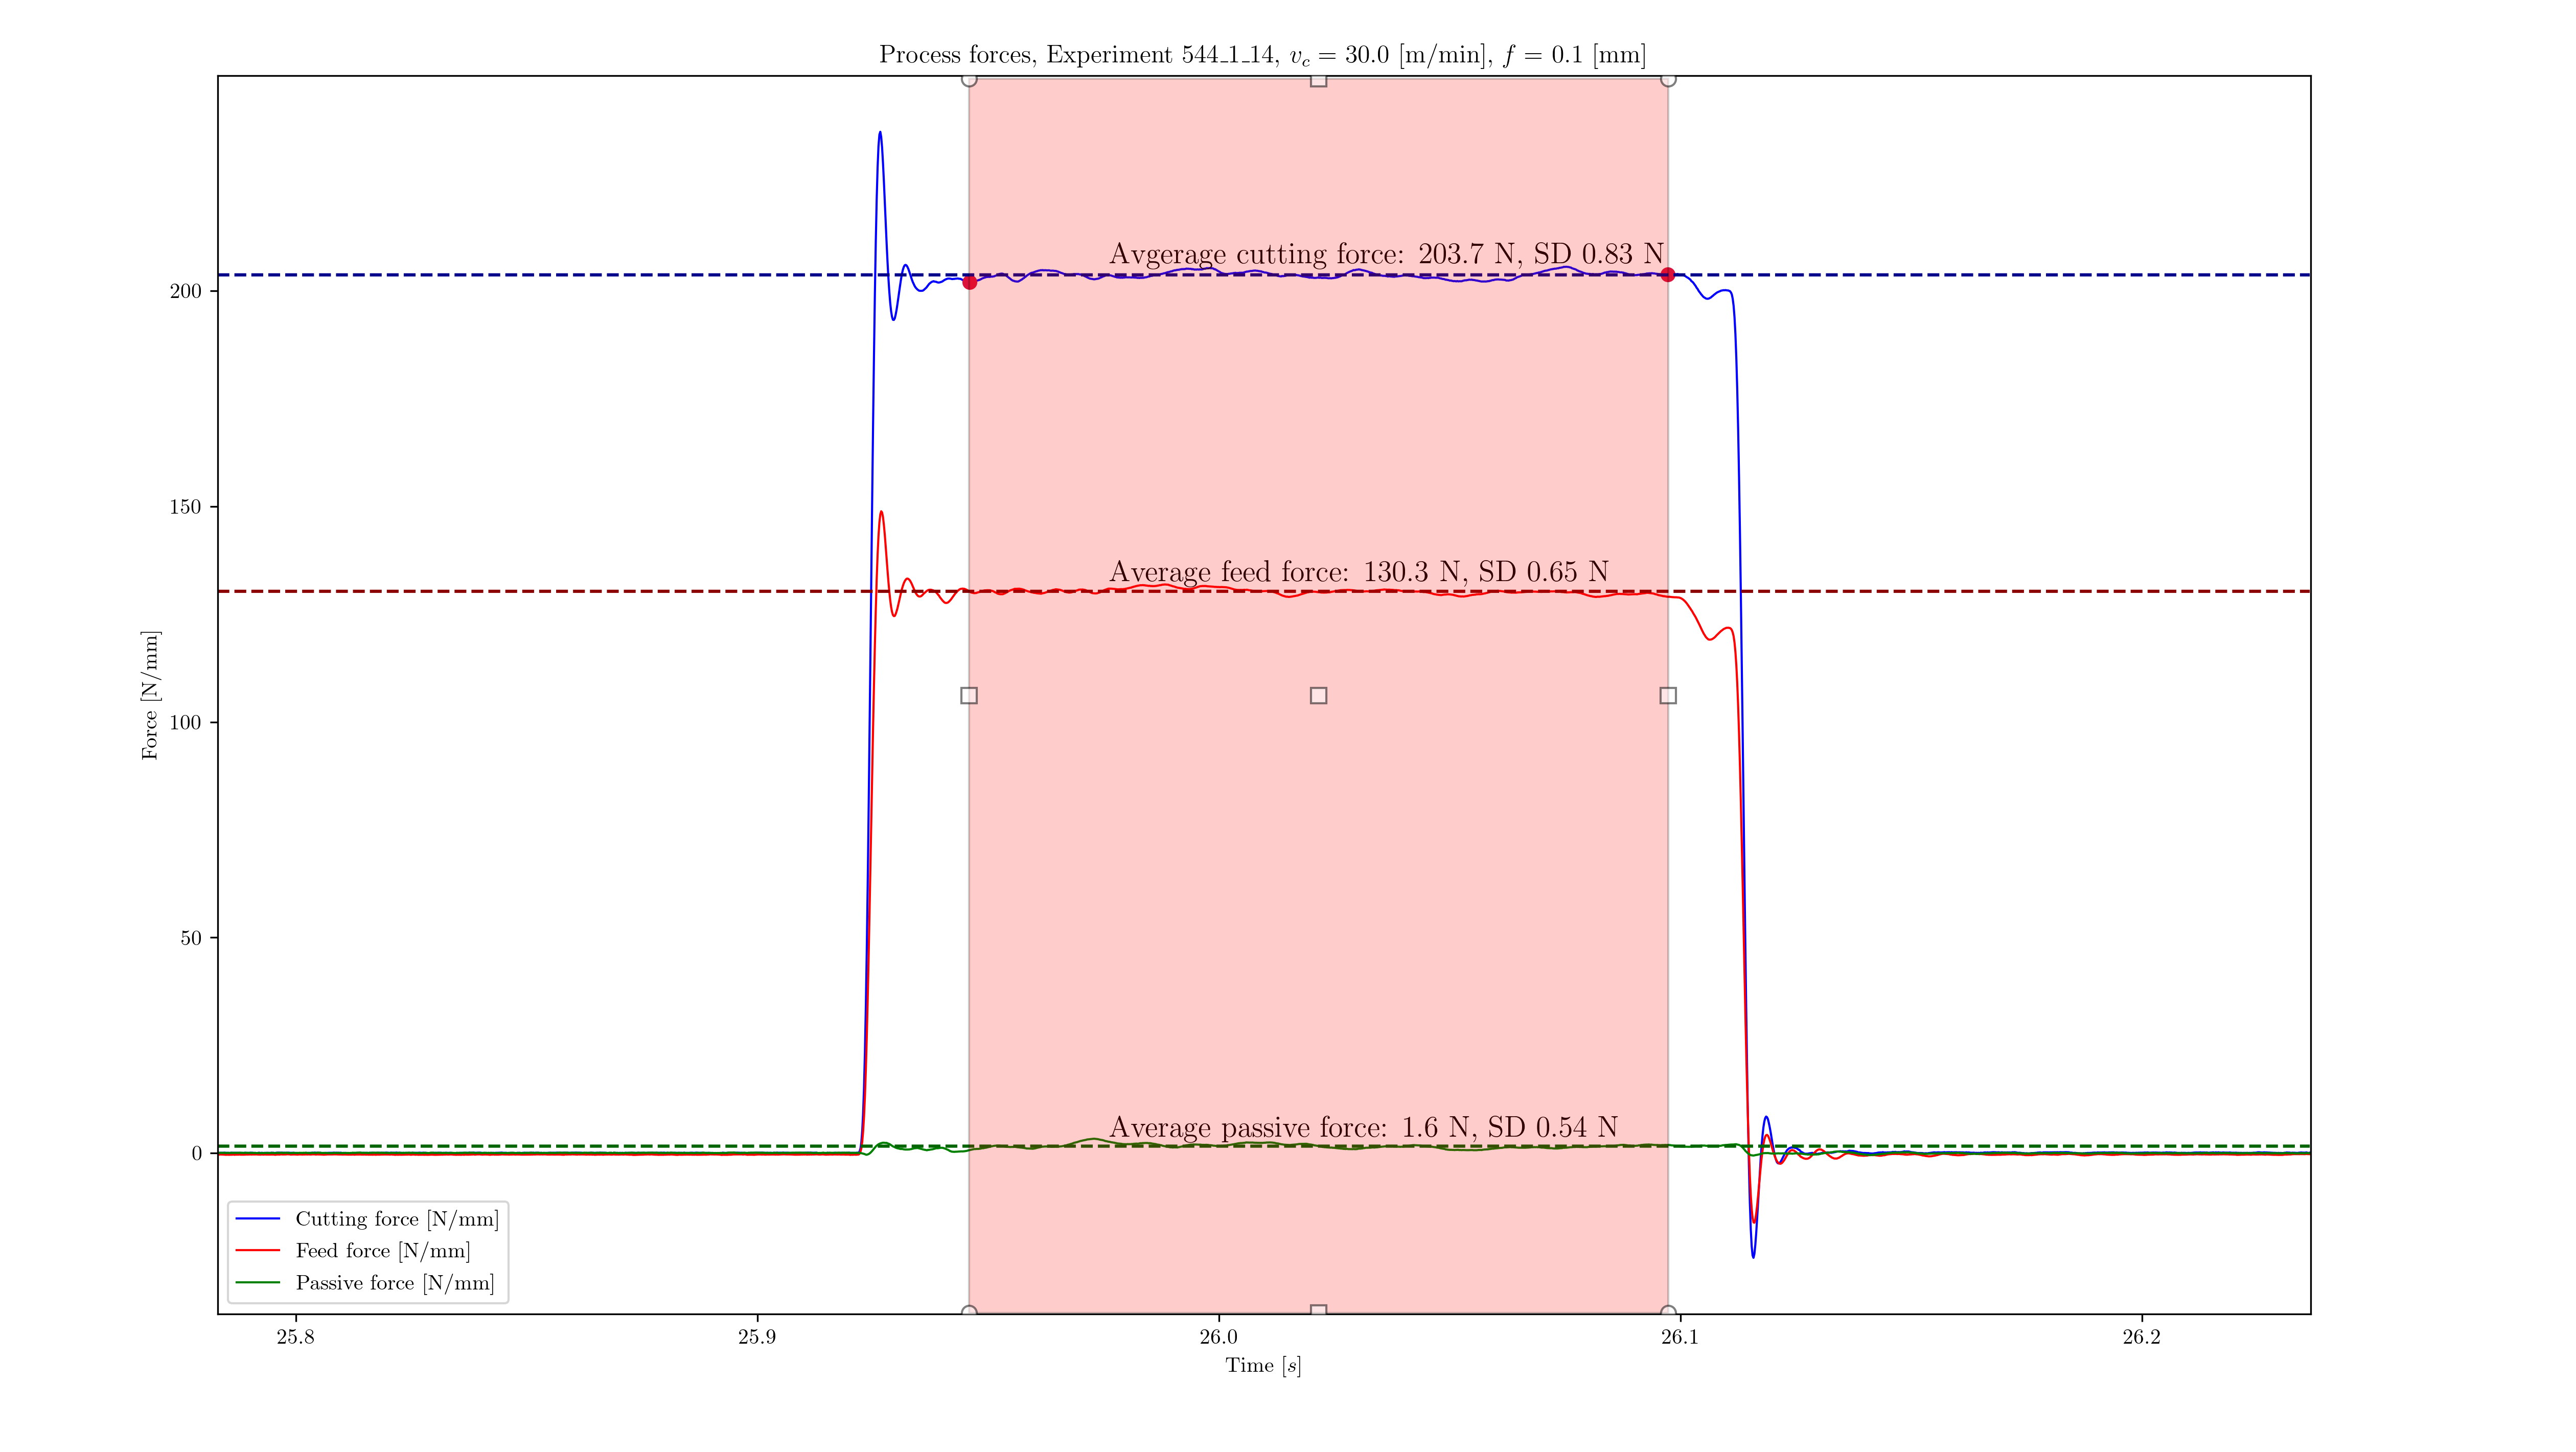 Process forces, Experiment 544_1_14, v_c = 30.0 [m/min], f = 0.1 [mm]
Avgerage cutting force: 203.7 N, SD 0.83 N
200
150
Average feed force: 130.3 N, SD 0.65 N
Force [N/mm]
100
50
Average passive force: 1.6 N, SD 0.54 N
0
Cutting force [N/mm]
Feed force [N/mm]
Passive force [N/mm]
25.8 25.9 26.0 26.1 26.2
Time [s]